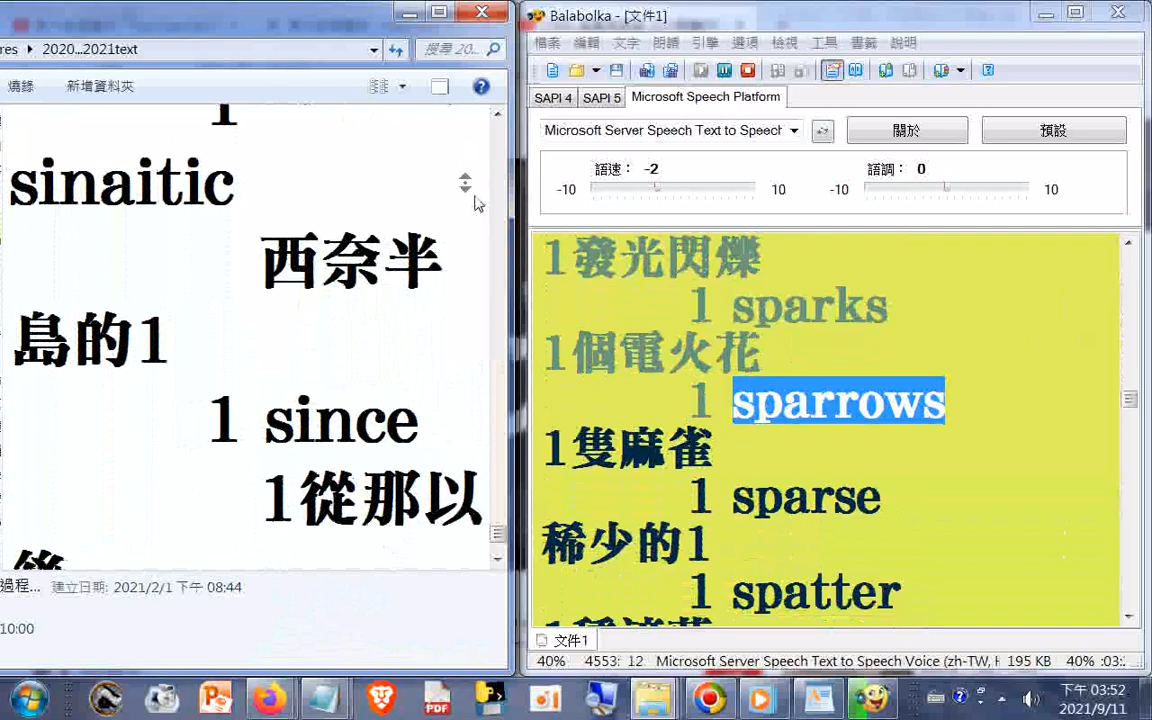 res ▸ 2020...2021text
搜尋 20...
燒錄 新增資料夾
1
sinaitic
西奈半
島的1
1 since
1從那以
後
過程... 建立日期: 2021/2/1 下午 08:44
10:00
Balabolka - [文件1]
檔案 編輯 文字 朗讀 引擎 選項 檢視 工具 書籤 說明
SAPI 4 SAPI 5 Microsoft Speech Platform
Microsoft Server Speech Text to Speech 關於 預設
語速： -2 語調： 0
-10 10 -10 10
1發光閃爍
1 sparks
1個電火花
1 sparrows
1隻麻雀
1 sparse
稀少的1
1 spatter
文件1
40% 4553: 12 Microsoft Server Speech Text to Speech Voice (zh-TW, H 195 KB 40% :03:
下午 03:52
2021/9/11